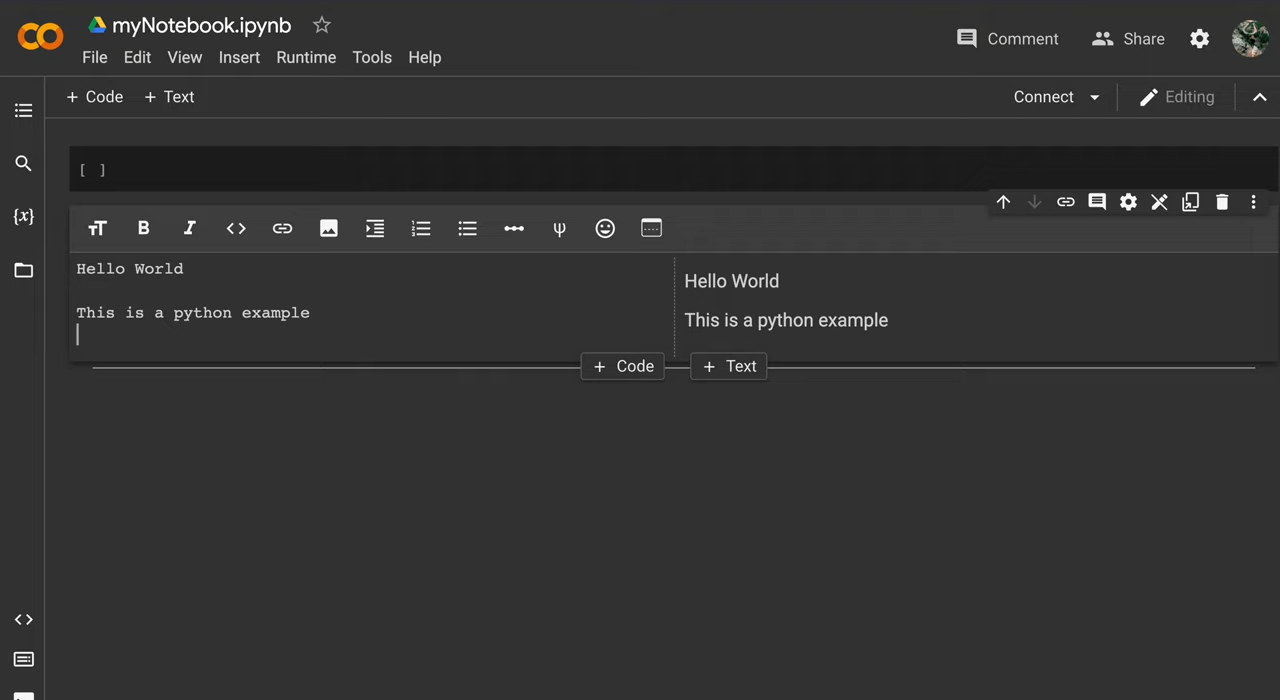 myNotebook.ipynb
Comment
Share
File Edit View Insert Runtime Tools Help
+ Code + Text
Connect
Editing
[ ]
{x}
B I <> ψ
Hello World
Hello World
This is a python example
This is a python example
+ Code + Text